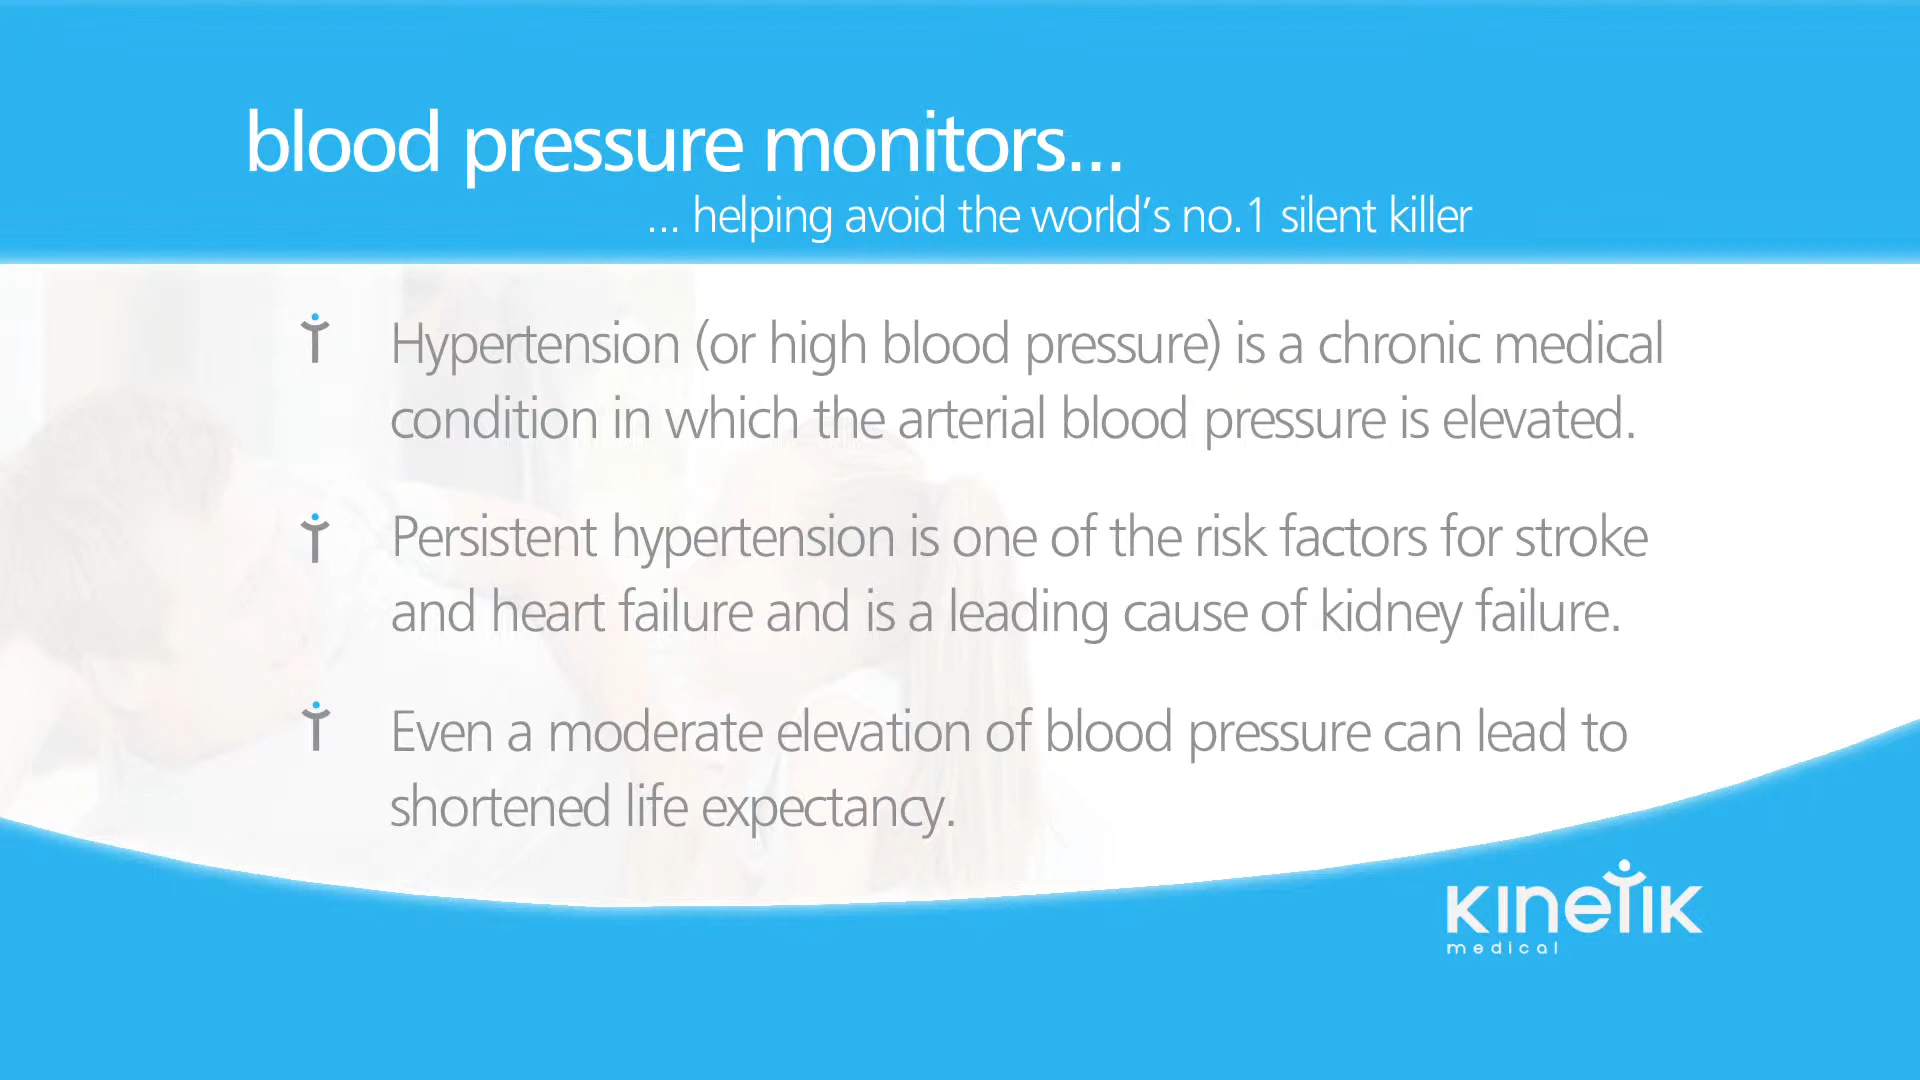 blood pressure monitors...
... helping avoid the world's no.1 silent killer
Hypertension (or high blood pressure) is a chronic medical
condition in which the arterial blood pressure is elevated.
Persistent hypertension is one of the risk factors for stroke
and heart failure and is a leading cause of kidney failure.
Even a moderate elevation of blood pressure can lead to
shortened life expectancy.
KINETIK
medical